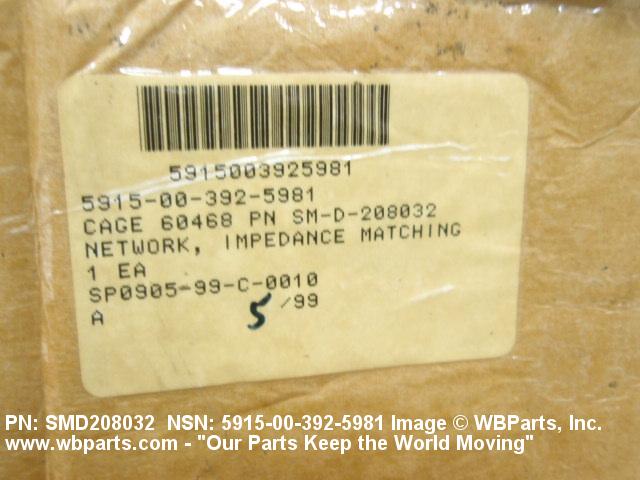 5915003925981
5915-00-392-5981
CAGE 60468 PN SM-D-208032
NETWORK, IMPEDANCE MATCHING
1 EA
SP0905-99-C-0010
A 5/99
PN: SMD208032 NSN: 5915-00-392-5981 Image © WBParts, Inc.
www.wbparts.com - "Our Parts Keep the World Moving"